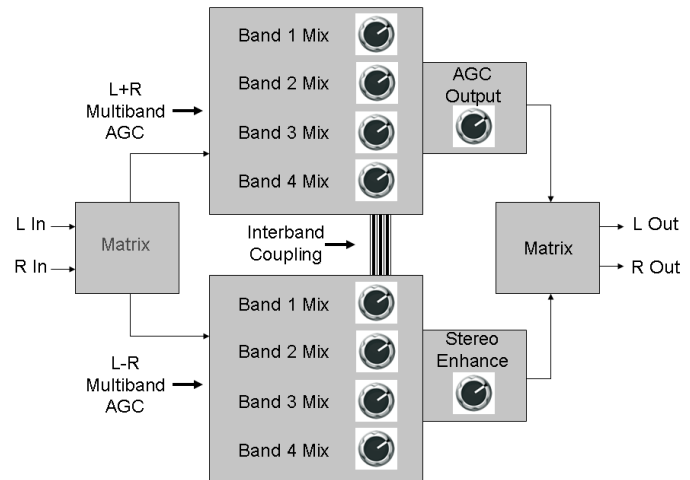 Band 1 Mix
Band 2 Mix
Band 3 Mix
Band 4 Mix
L+R
Multiband
AGC
AGC
Output
L In
R In
Matrix
Interband
Coupling
Matrix
L Out
R Out
Band 1 Mix
Band 2 Mix
Band 3 Mix
Band 4 Mix
L-R
Multiband
AGC
Stereo
Enhance